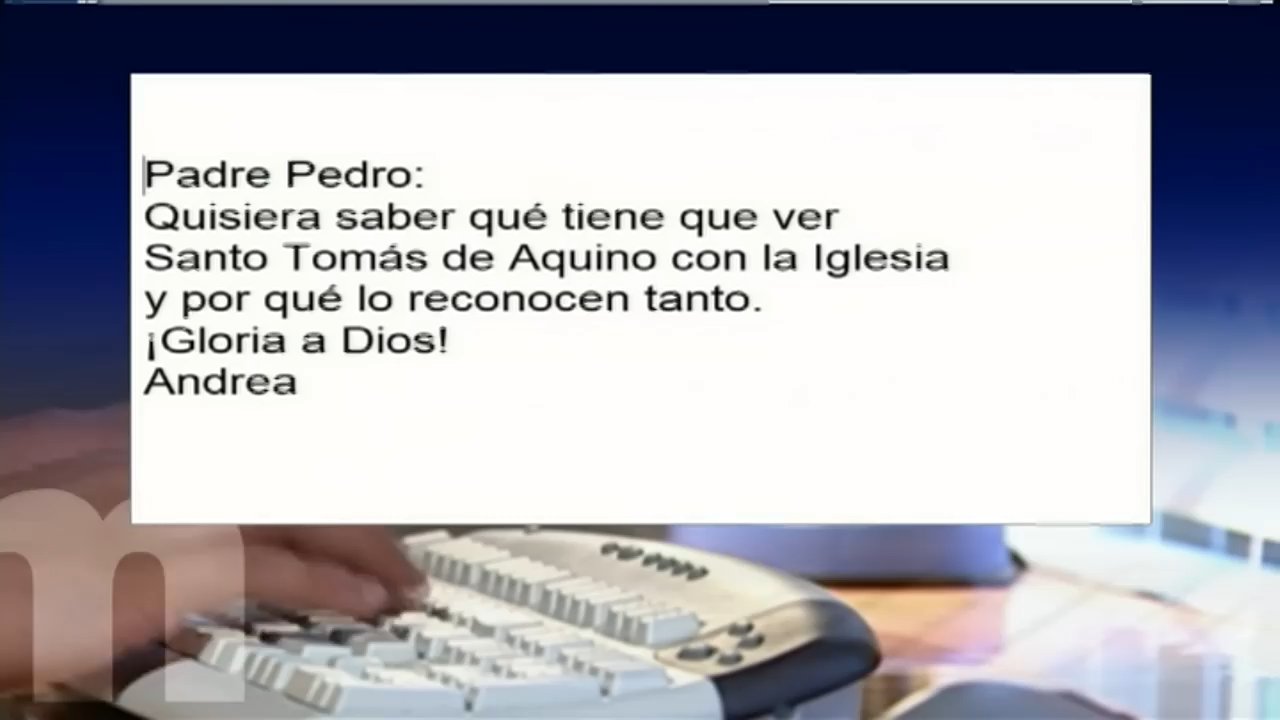 Padre Pedro:
Quisiera saber qué tiene que ver
Santo Tomás de Aquino con la Iglesia
y por qué lo reconocen tanto.
¡Gloria a Dios!
Andrea
m